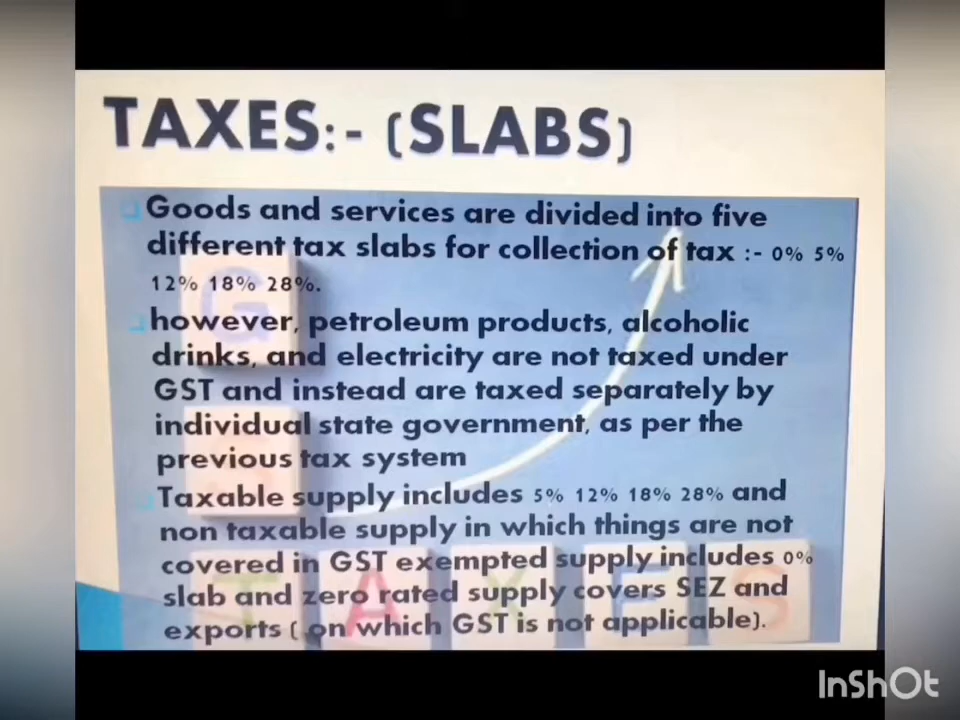 TAXES:- (SLABS)
Goods and services are divided into five
different tax slabs for collection of tax :- 0% 5%
12% 18% 28%.
however, petroleum products, alcoholic
drinks, and electricity are not taxed under
GST and instead are taxed separately by
individual state government, as per the
previous tax system
Taxable supply includes 5% 12% 18% 28% and
non taxable supply in which things are not
covered in GST exempted supply includes 0%
slab and zero rated supply covers SEZ and
exports ( on which GST is not applicable).
G
S
TAXES
InShOt